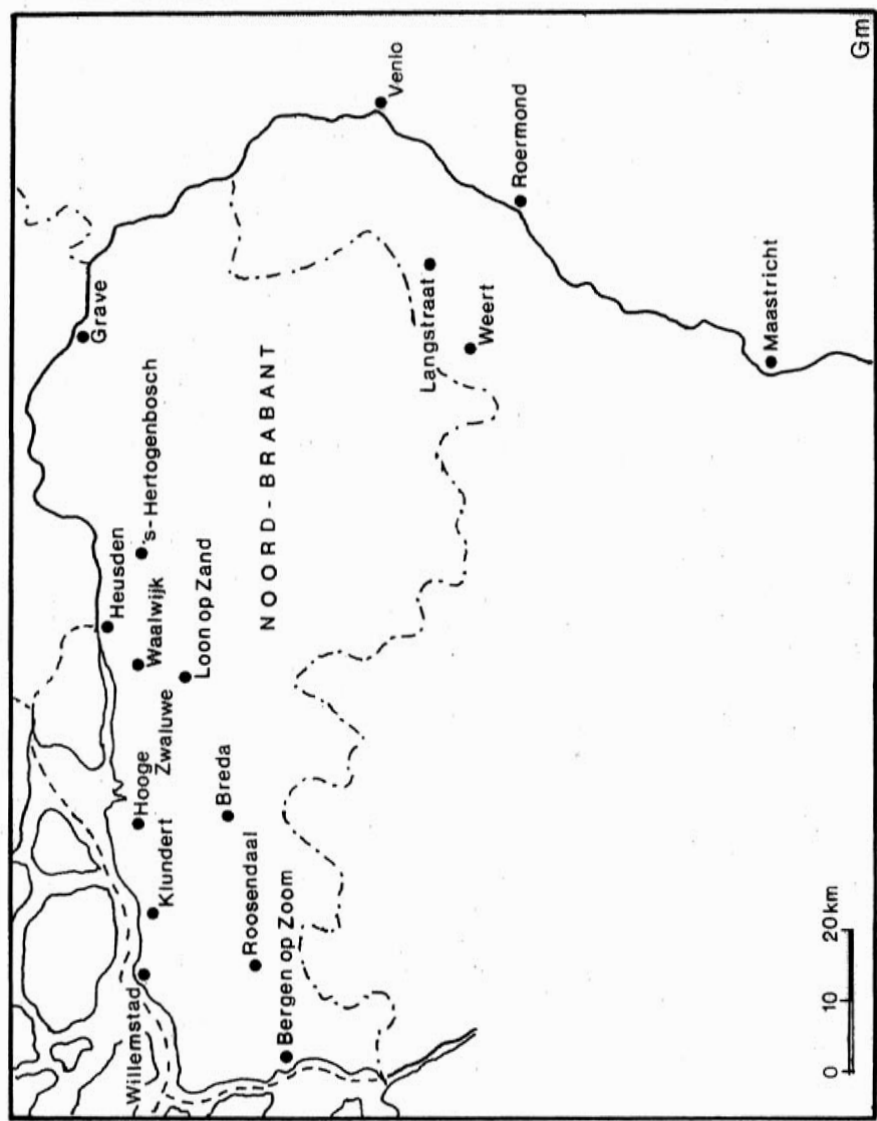 Grave
Venlo
Heusden
's-Hertogenbosch
Waalwijk
Loon op Zand
Hooge
Zwaluwe
Klundert
Willemstad
Breda
Roosendaal
Bergen op Zoom
NOORD-BRABANT
Langstraat
Weert
Roermond
Maastricht
0 10 20 km
Gm